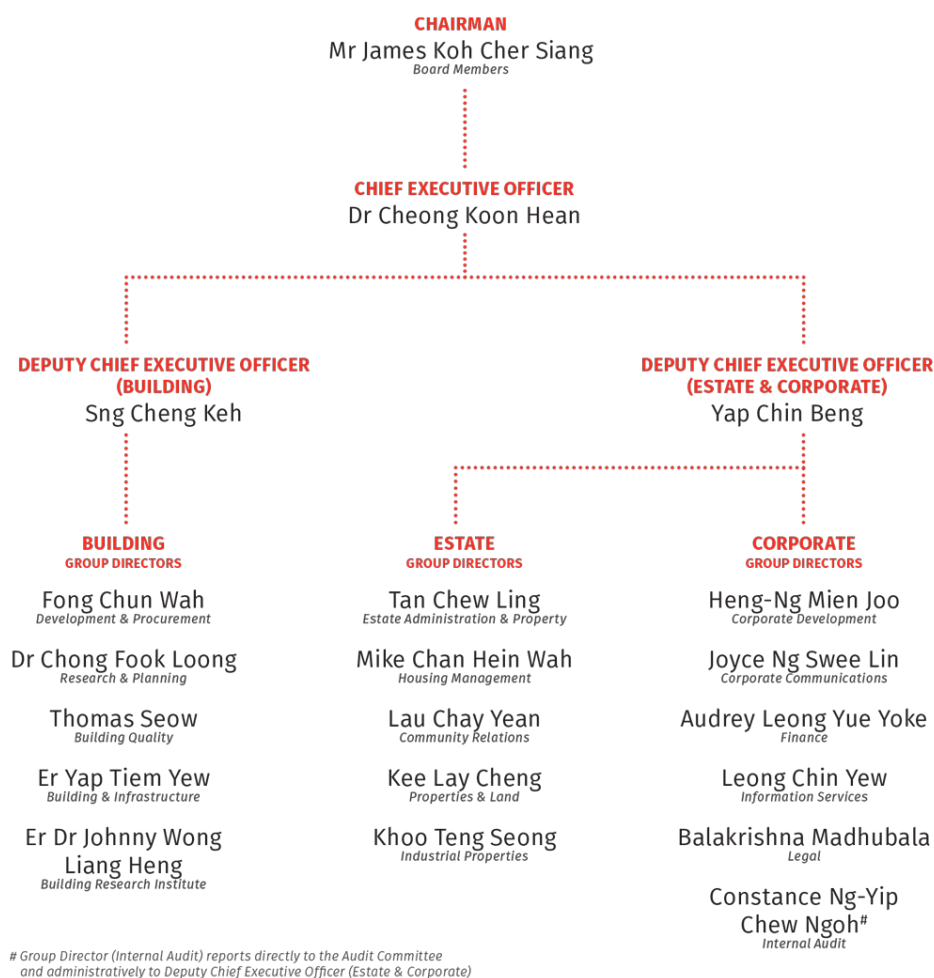 CHAIRMAN
Mr James Koh Cher Siang
Board Members
CHIEF EXECUTIVE OFFICER
Dr Cheong Koon Hean
DEPUTY CHIEF EXECUTIVE OFFICER
(BUILDING)
Sng Cheng Keh
DEPUTY CHIEF EXECUTIVE OFFICER
(ESTATE & CORPORATE)
Yap Chin Beng
BUILDING
GROUP DIRECTORS
Fong Chun Wah
Development & Procurement
Dr Chong Fook Loong
Research & Planning
Thomas Seow
Building Quality
Er Yap Tiem Yew
Building & Infrastructure
Er Dr Johnny Wong
Liang Heng
Building Research Institute
ESTATE
GROUP DIRECTORS
Tan Chew Ling
Estate Administration & Property
Mike Chan Hein Wah
Housing Management
Lau Chay Yean
Community Relations
Kee Lay Cheng
Properties & Land
Khoo Teng Seong
Industrial Properties
CORPORATE
GROUP DIRECTORS
Heng-Ng Mien Joo
Corporate Development
Joyce Ng Swee Lin
Corporate Communications
Audrey Leong Yue Yoke
Finance
Leong Chin Yew
Information Services
Balakrishna Madhubala
Legal
Constance Ng-Yip
Chew Ngoh#
Internal Audit
# Group Director (Internal Audit) reports directly to the Audit Committee
and administratively to Deputy Chief Executive Officer (Estate & Corporate)